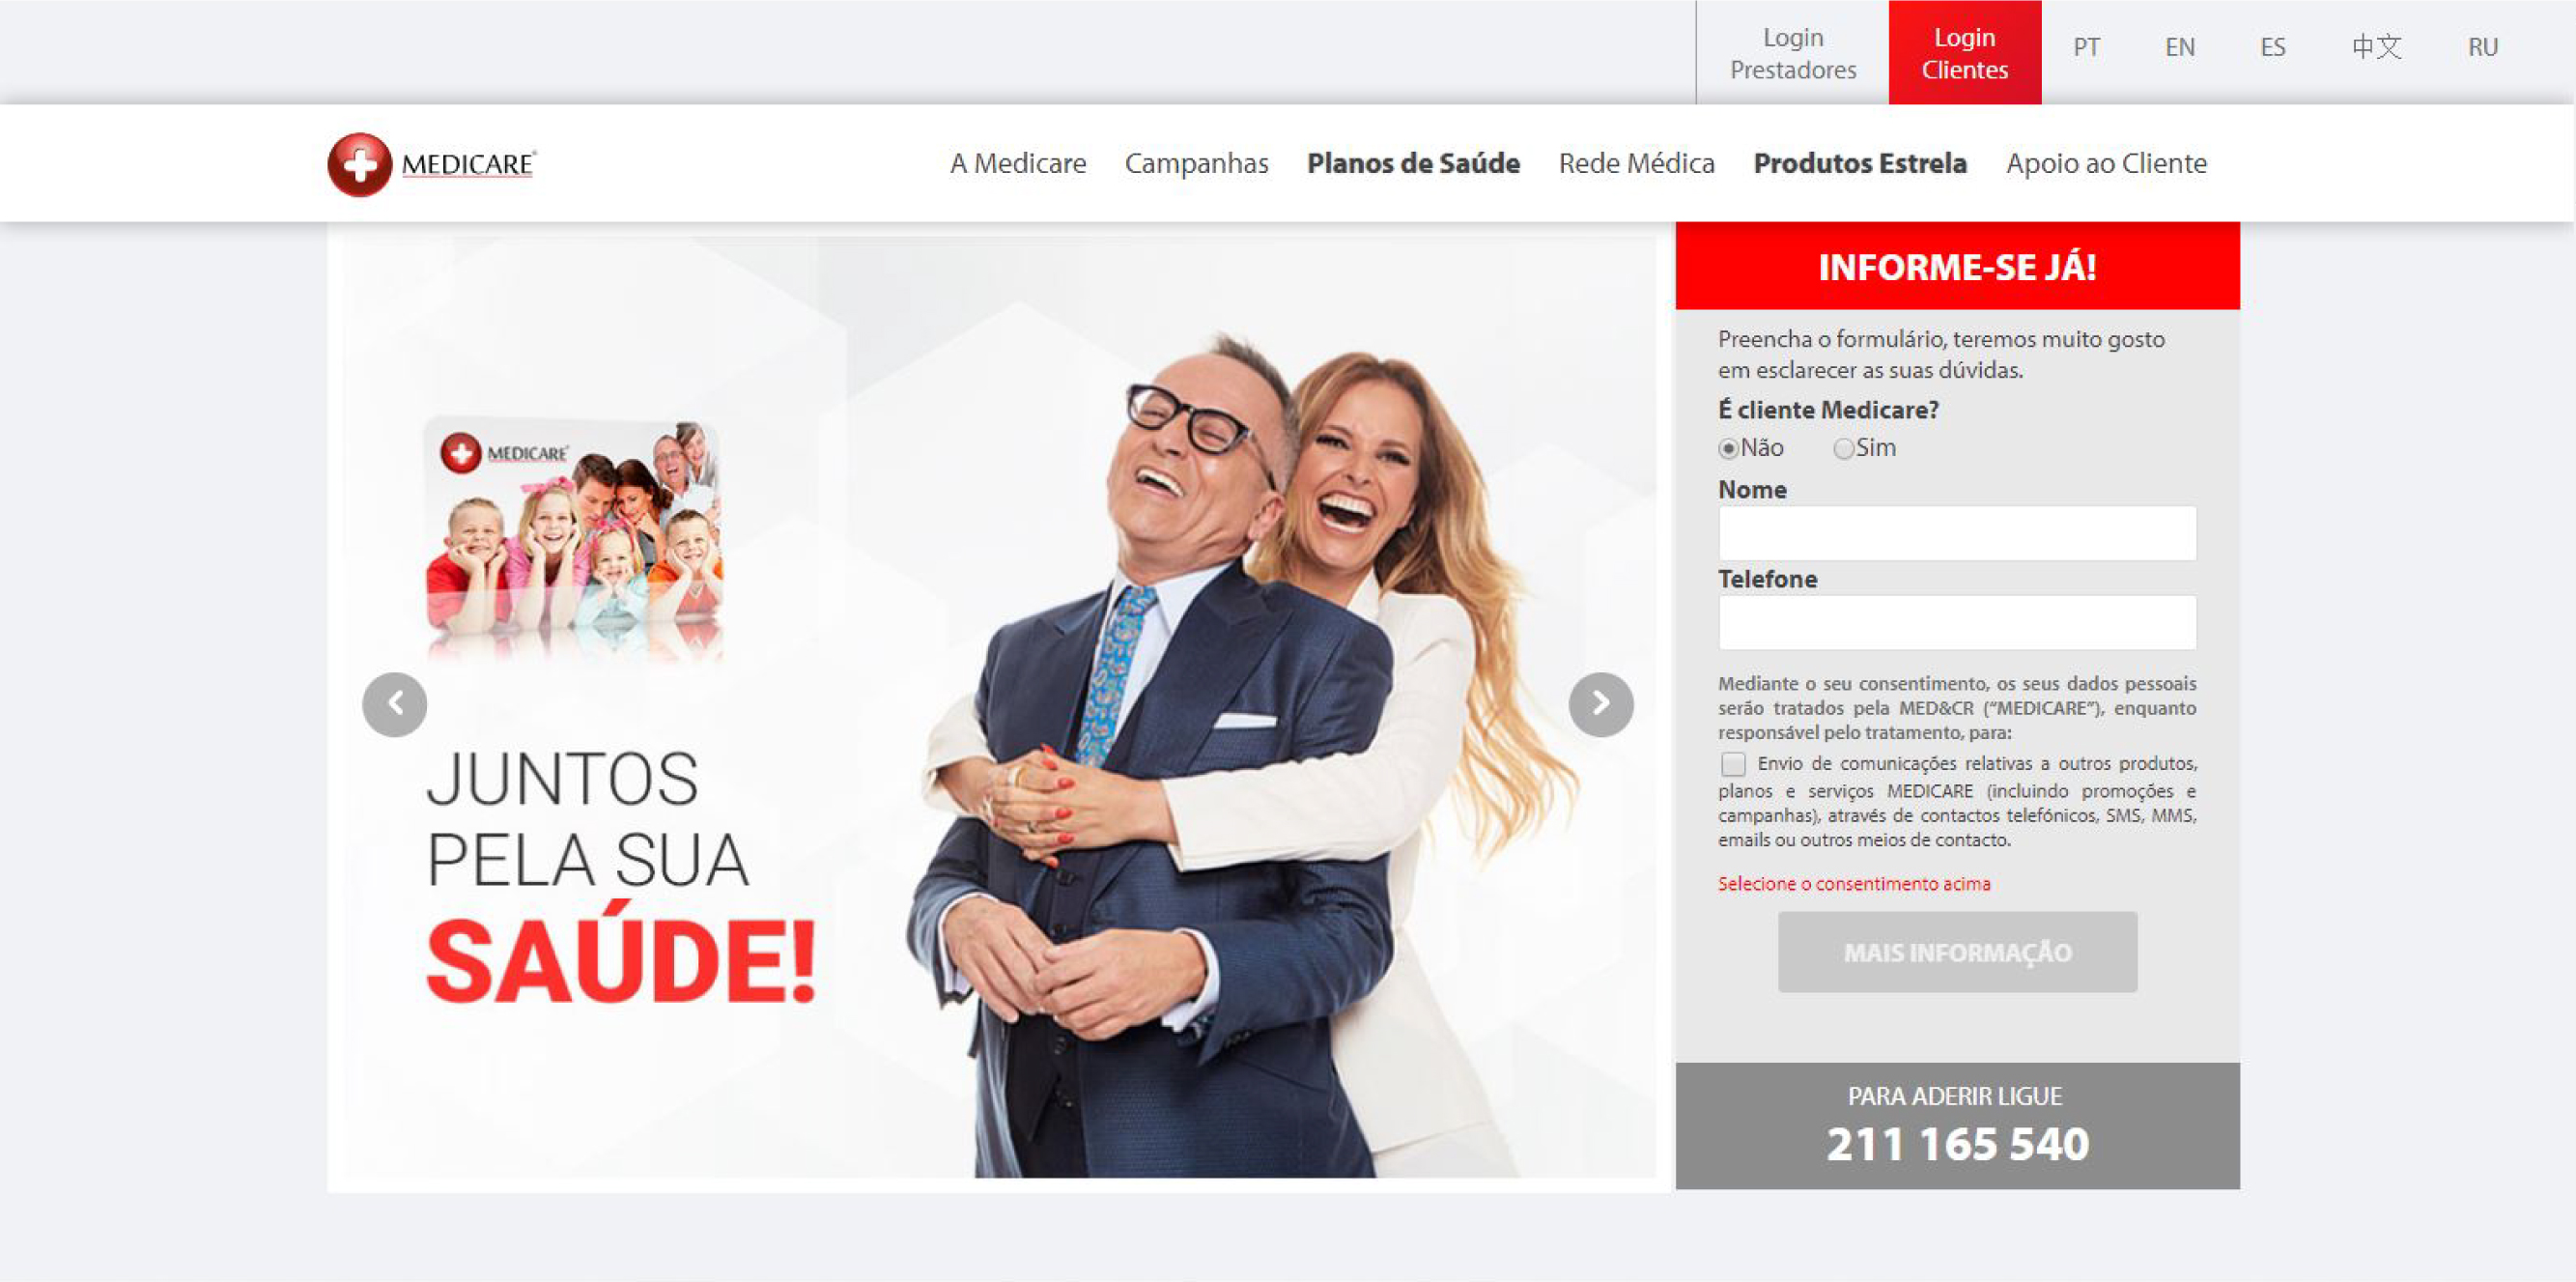 Login
Prestadores
Login
Clientes
PT
EN
ES
中文
RU
MEDICARE®
A Medicare
Campanhas
Planos de Saúde
Rede Médica
Produtos Estrela
Apoio ao Cliente
MEDICARE®
JUNTOS
PELA SUA
SAÚDE!
INFORME-SE JÁ!
Preencha o formulário, teremos muito gosto
em esclarecer as suas dúvidas.
É cliente Medicare?
Não
Sim
Nome
Telefone
Mediante o seu consentimento, os seus dados pessoais
serão tratados pela MED&CR (“MEDICARE”), enquanto
responsável pelo tratamento, para:
Envio de comunicações relativas a outros produtos,
planos e serviços MEDICARE (incluindo promoções e
campanhas), através de contactos telefónicos, SMS, MMS,
emails ou outros meios de contacto.
Selecione o consentimento acima
MAIS INFORMAÇÃO
PARA ADERIR LIGUE
211 165 540